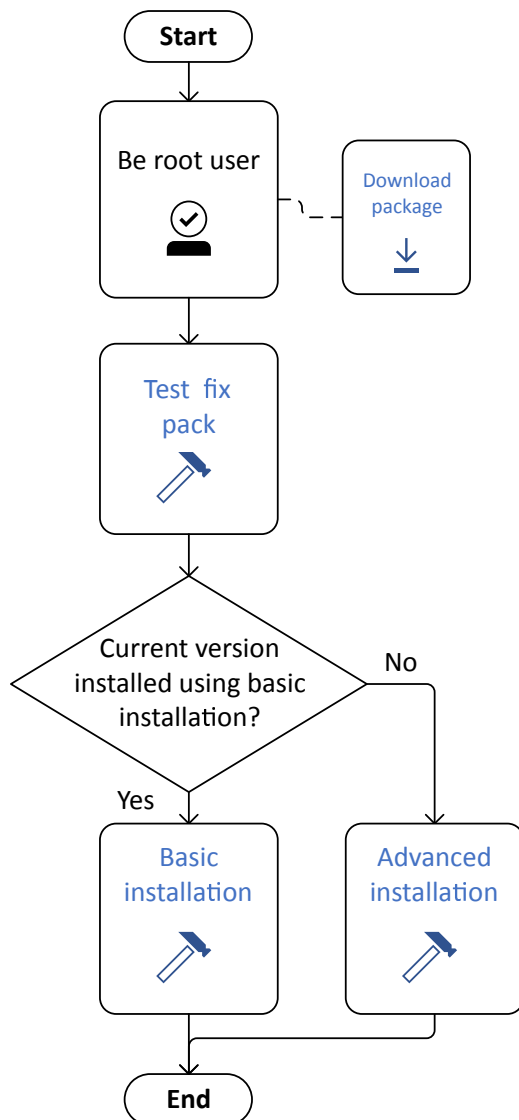 Start
Be root user
Download
package
Test fix
pack
Current version
installed using basic
installation?
No
Yes
Basic
installation
Advanced
installation
End